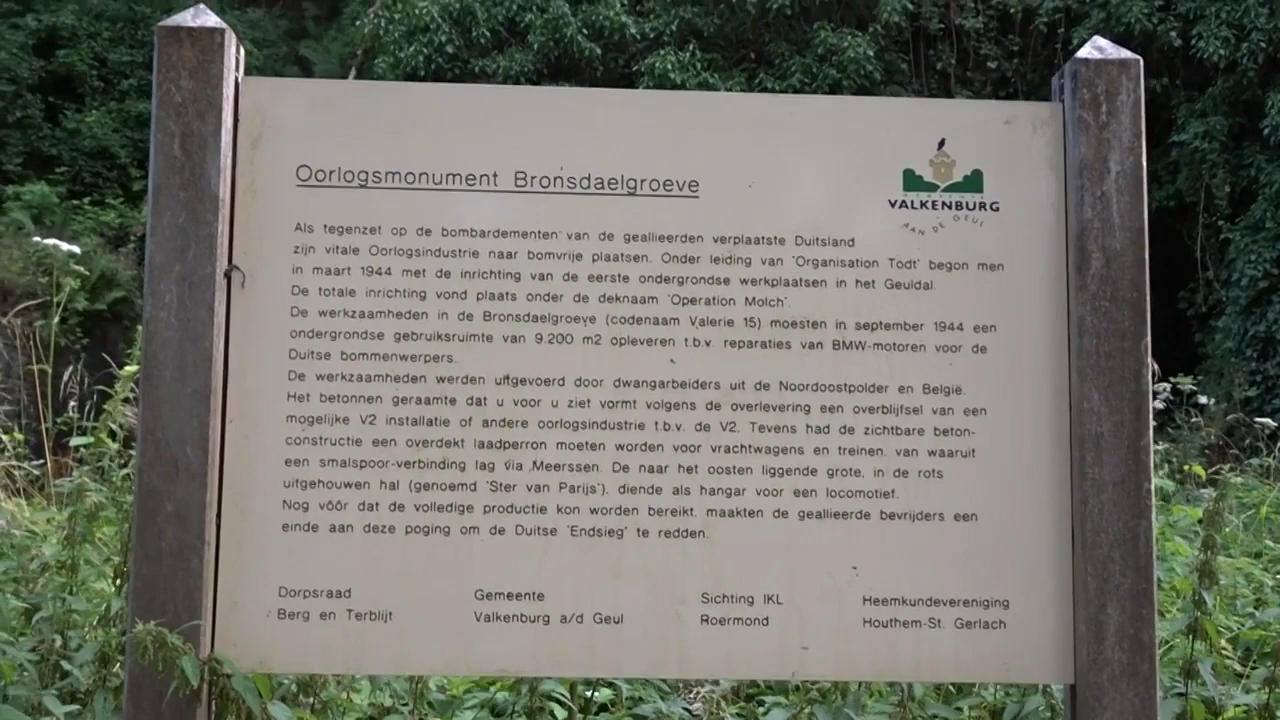 Oorlogsmonument Bronsdaelgroeve
GEMEENTE
VALKENBURG
AAN DE GEUL
Als tegenzet op de bombardementen van de geallieerden verplaatste Duitsland
zijn vitale Oorlogsindustrie naar bomvrije plaatsen. Onder leiding van 'Organisation Todt' begon men
in maart 1944 met de inrichting van de eerste ondergrondse werkplaatsen in het Geuldal.
De totale inrichting vond plaats onder de deknaam 'Operation Molch'.
De werkzaamheden in de Bronsdaelgroeve (codenaam Valerie 15) moesten in september 1944 een
ondergrondse gebruiksruimte van 9.200 m2 opleveren t.b.v. reparaties van BMW-motoren voor de
Duitse bommenwerpers.
De werkzaamheden werden uitgevoerd door dwangarbeiders uit de Noordoostpolder en België.
Het betonnen geraamte dat u voor u ziet vormt volgens de overlevering een overblijfsel van een
mogelijke V2 installatie of andere oorlogsindustrie t.b.v. de V2. Tevens had de zichtbare beton-
constructie een overdekt laadperron moeten worden voor vrachtwagens en treinen, van waaruit
een smalspoor-verbinding lag via Meerssen. De naar het oosten liggende grote, in de rots
uitgehouwen hal (genoemd 'Ster van Parijs'), diende als hangar voor een locomotief.
Nog vôôr dat de volledige productie kon worden bereikt, maakten de geallieerde bevrijders een
einde aan deze poging om de Duitse 'Endsieg' te redden.
Dorpsraad
Berg en Terblijt
Gemeente
Valkenburg a/d Geul
Sichting IKL
Roermond
Heemkundevereniging
Houthem-St. Gerlach